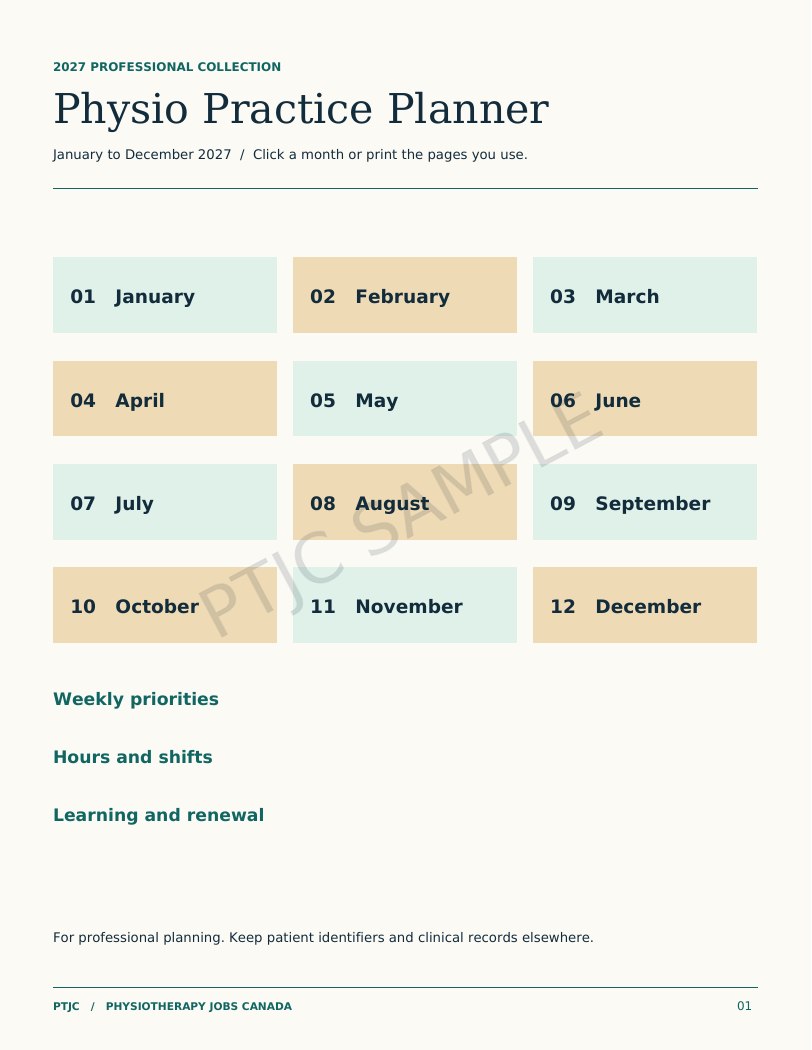 2027 PROFESSIONAL COLLECTION
Physio Practice Planner
January to December 2027 / Click a month or print the pages you use.
01 January
02 February
03 March
04 April
05 May
06 June
07 July
08 August
09 September
10 October
11 November
12 December
PTJC SAMPLE
Weekly priorities
Hours and shifts
Learning and renewal
For professional planning. Keep patient identifiers and clinical records elsewhere.
PTJC / PHYSIOTHERAPY JOBS CANADA
01